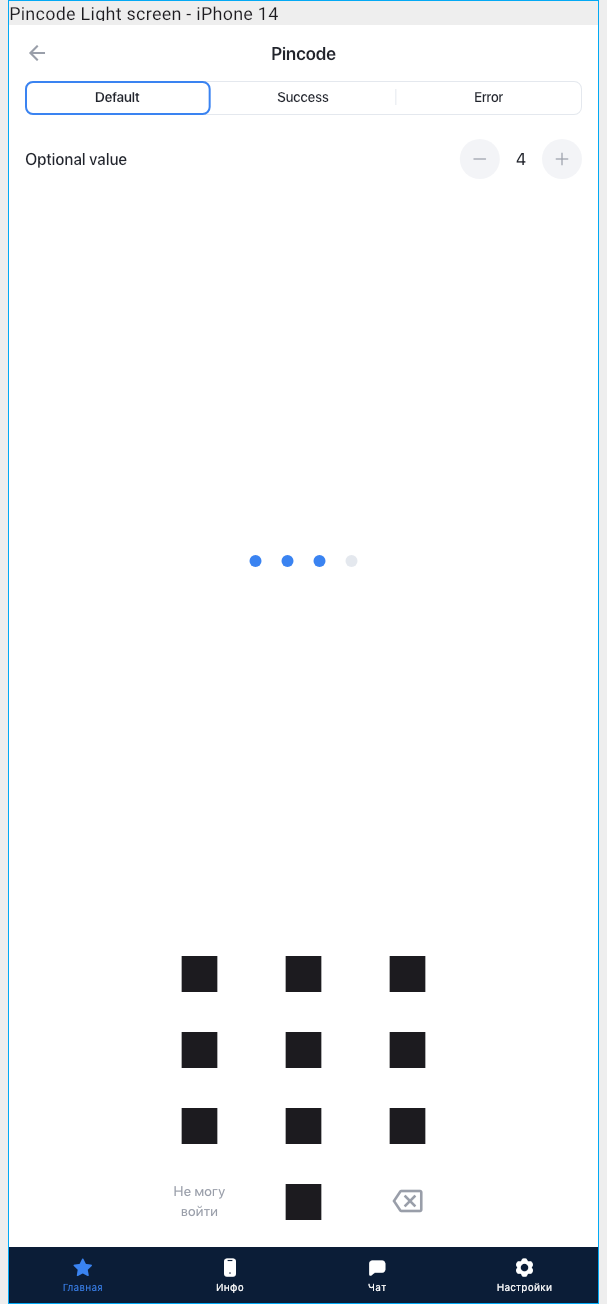 Pincode Light screen - iPhone 14
Pincode
Default Success Error
Optional value 4
Не могу
войти
Главная Инфо Чат Настройки